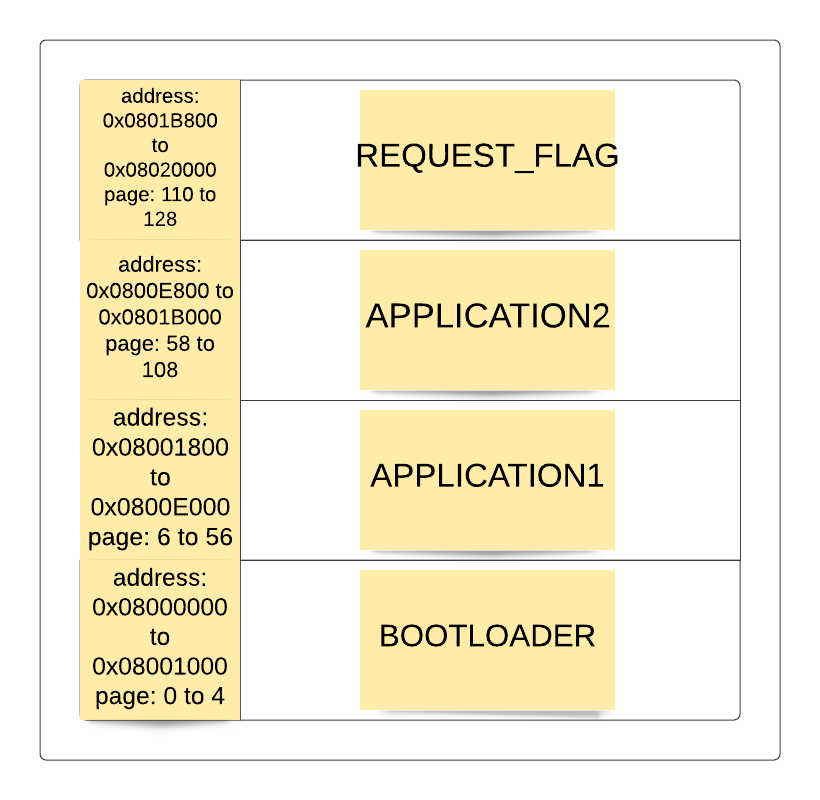 address:
0x0801B800
to
0x08020000
page: 110 to
128
REQUEST_FLAG
address:
0x0800E800 to
0x0801B000
page: 58 to
108
APPLICATION2
address:
0x08001800
to
0x0800E000
page: 6 to 56
APPLICATION1
address:
0x08000000
to
0x08001000
page: 0 to 4
BOOTLOADER